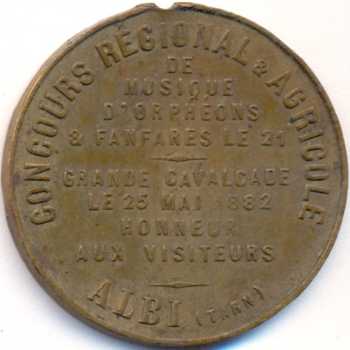 CONCOURS RÉGIONAL & AGRICOLE
DE
MUSIQUE
D'ORPHÉONS
& FANFARES LE 21
GRANDE CAVALCADE
LE 25 MAI 1882
HONNEUR
AUX VISITEURS
ALBI (TARN)